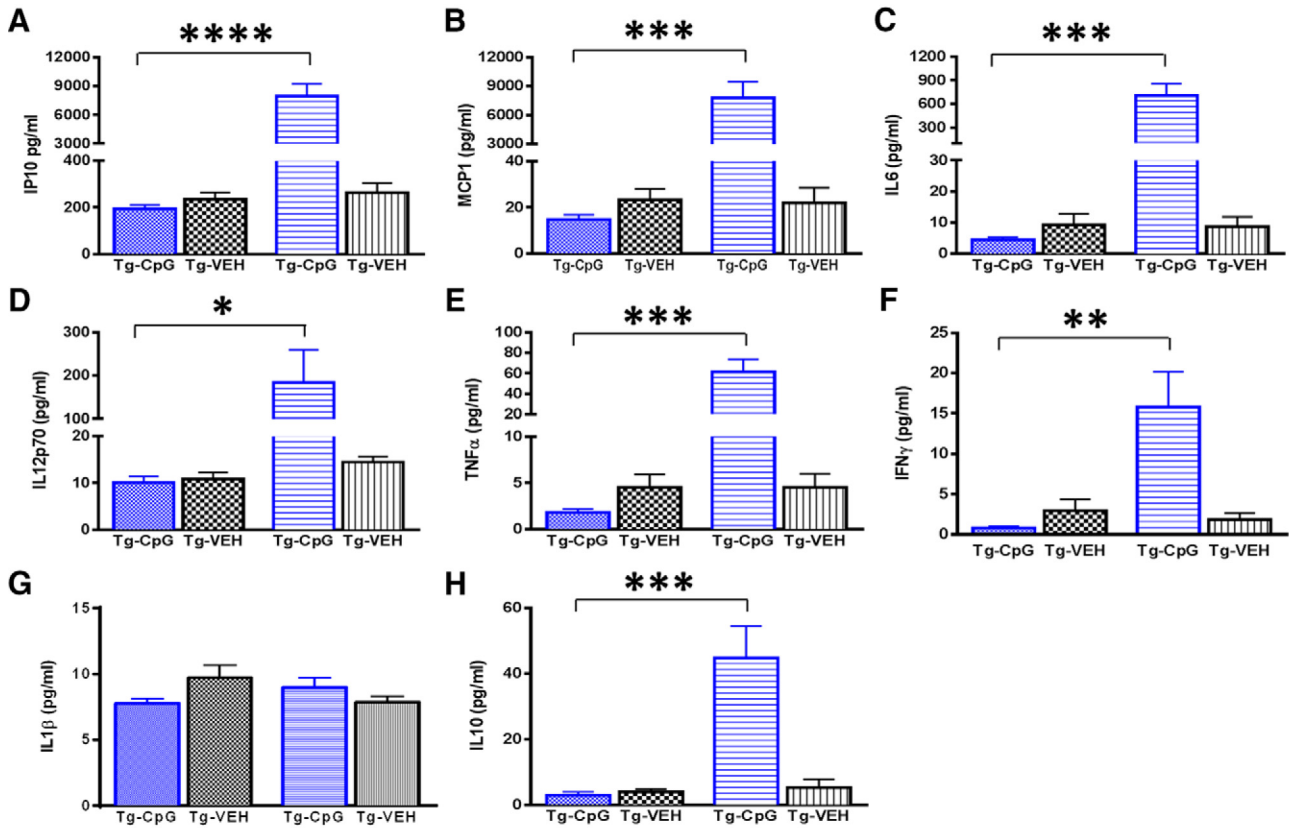 A
****
12000
9000
6000
3000
400
200
0
IP10 pg/ml
Tg-CpG Tg-VEH Tg-CpG Tg-VEH
B
***
12000
9000
6000
3000
40
20
0
MCP1 (pg/ml)
Tg-CpG Tg-VEH Tg-CpG Tg-VEH
C
***
1200
900
600
300
30
20
10
0
IL6 (pg/ml)
Tg-CpG Tg-VEH Tg-CpG Tg-VEH
D
*
300
200
100
20
10
0
IL12p70 (pg/ml)
Tg-CpG Tg-VEH Tg-CpG Tg-VEH
E
***
100
80
60
40
20
10
5
0
TNFα (pg/ml)
Tg-CpG Tg-VEH Tg-CpG Tg-VEH
F
**
25
20
15
10
5
0
IFNγ (pg/ml)
Tg-CpG Tg-VEH Tg-CpG Tg-VEH
G
15
10
5
0
IL1β (pg/ml)
Tg-CpG Tg-VEH Tg-CpG Tg-VEH
H
***
60
40
20
0
IL10 (pg/ml)
Tg-CpG Tg-VEH Tg-CpG Tg-VEH